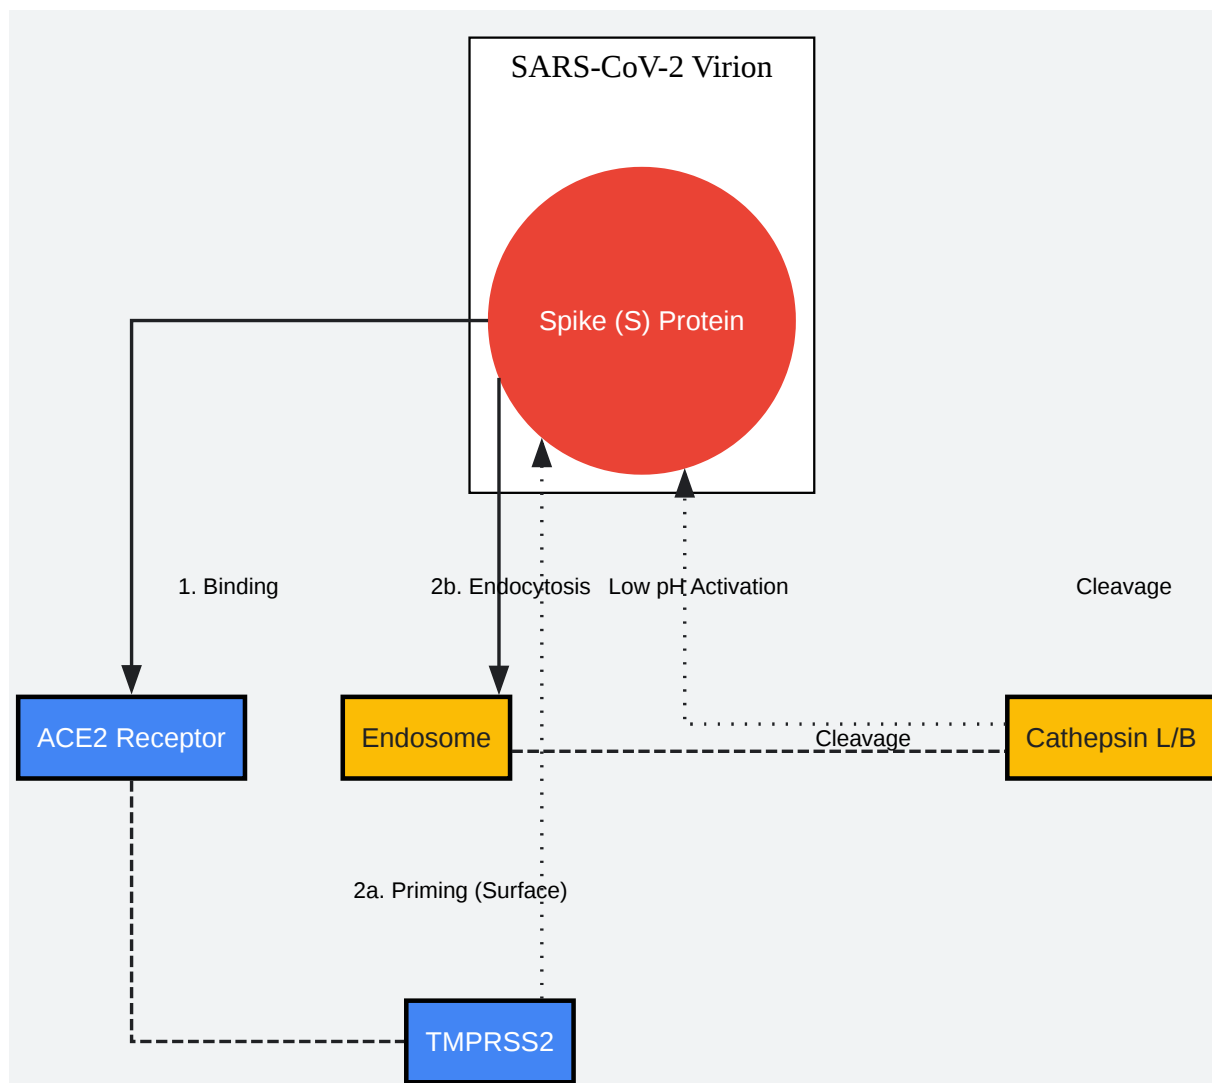 SARS-CoV-2 Virion
Spike (S) Protein
1. Binding
2b. Endocytosis
Low pH Activation
Cleavage
ACE2 Receptor
Endosome
Cleavage
Cathepsin L/B
2a. Priming (Surface)
TMPRSS2